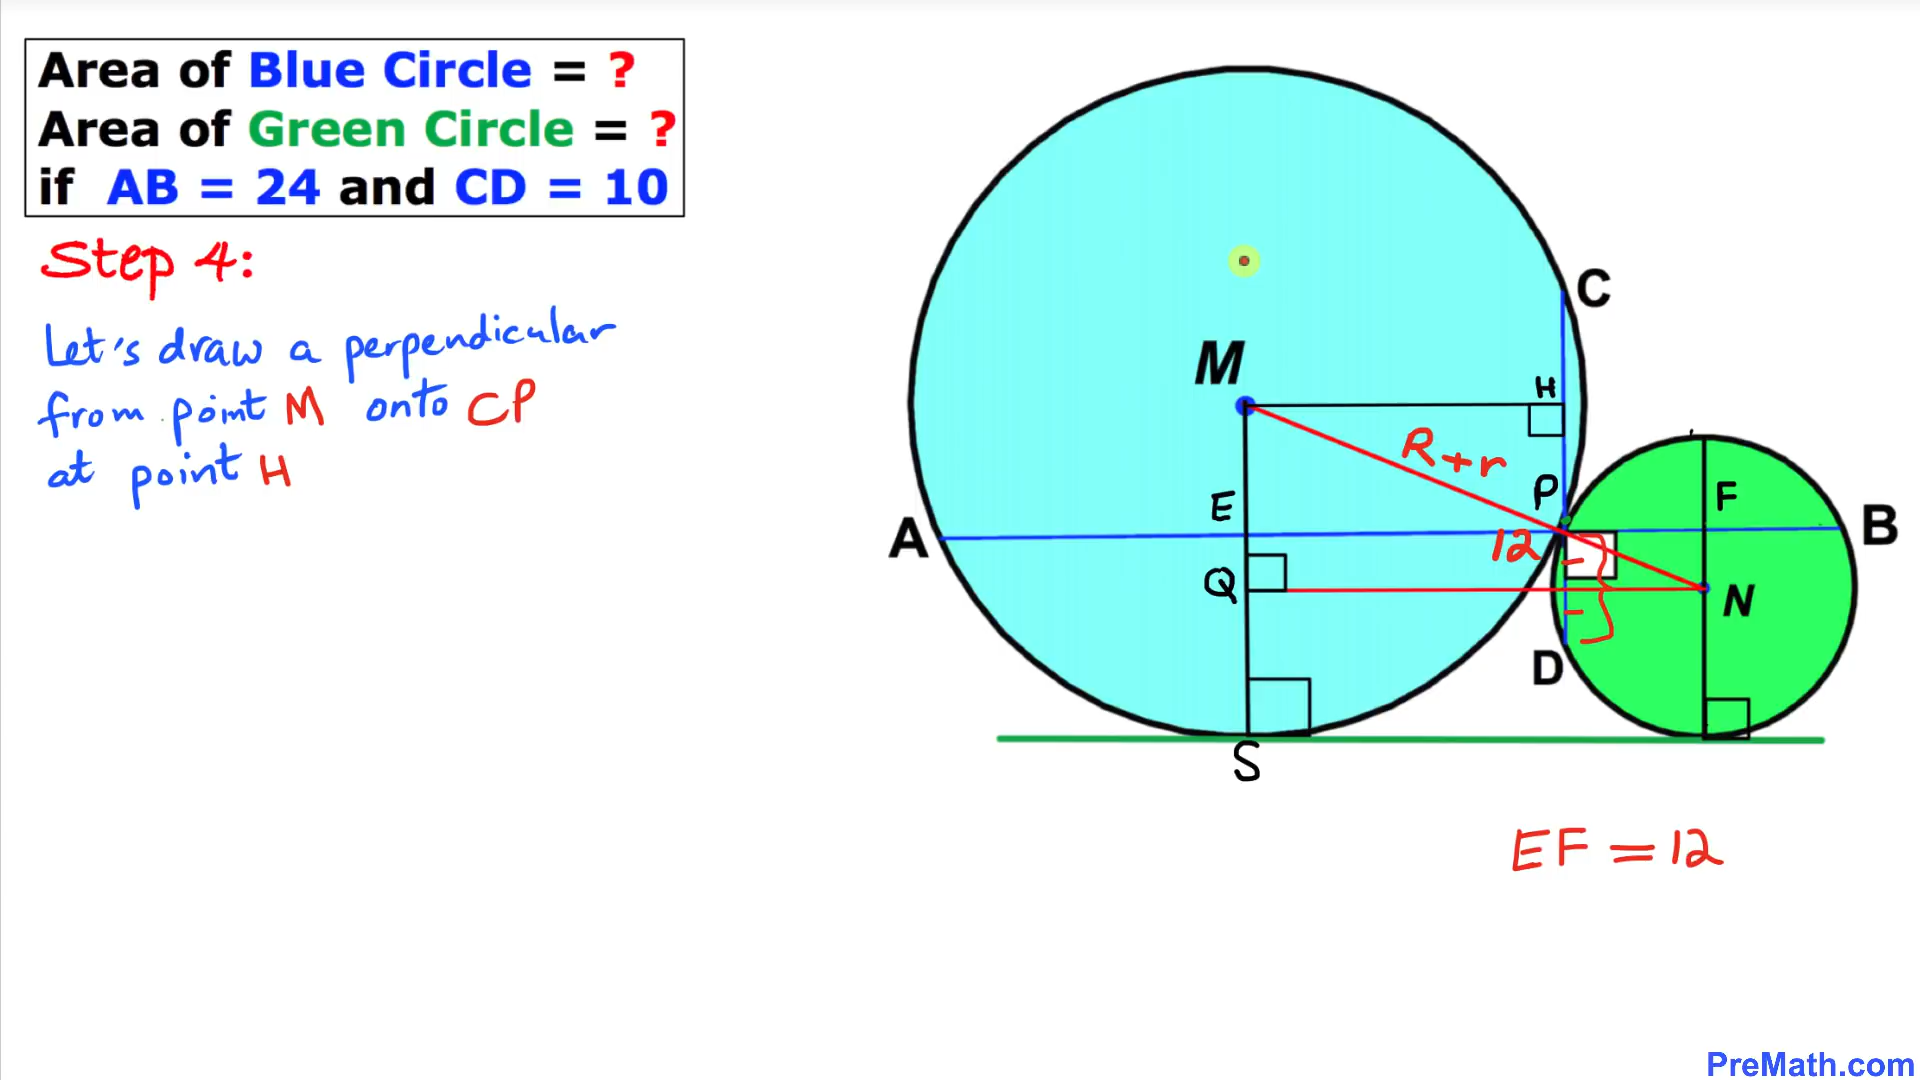 Area of Blue Circle = ?
Area of Green Circle = ?
if AB = 24 and CD = 10
Step 4:
Let's draw a perpendicular
from point M onto CP
at point H
C
M
H
R+r
P
E
F
A
B
12
Q
N
D
S
EF = 12
PreMath.com